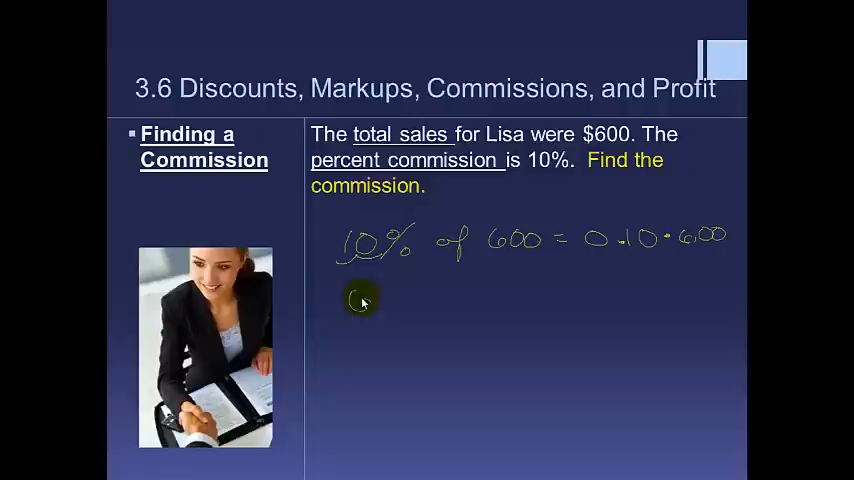 3.6 Discounts, Markups, Commissions, and Profit
Finding a
Commission
The total sales for Lisa were $600. The
percent commission is 10%. Find the
commission.
10% of 600 = 0.10 • 600